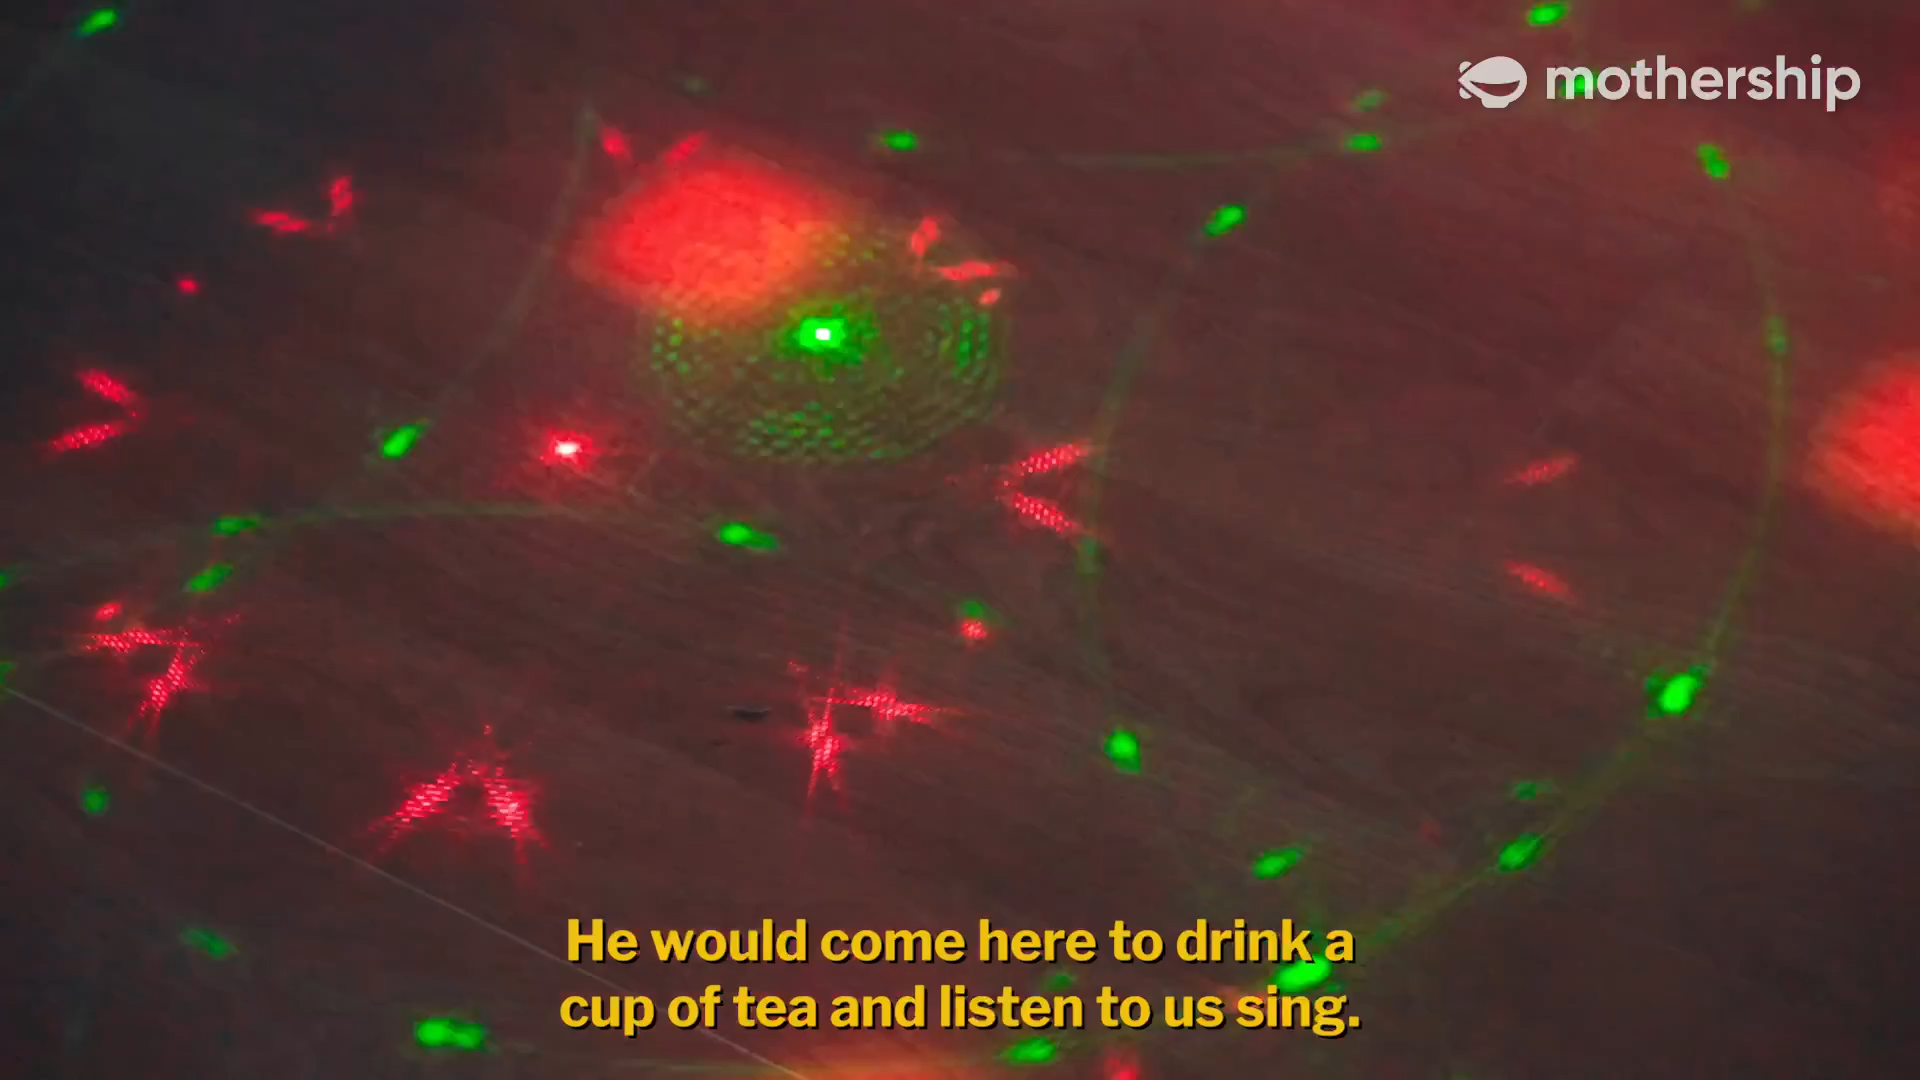 mothership
He would come here to drink a
cup of tea and listen to us sing.